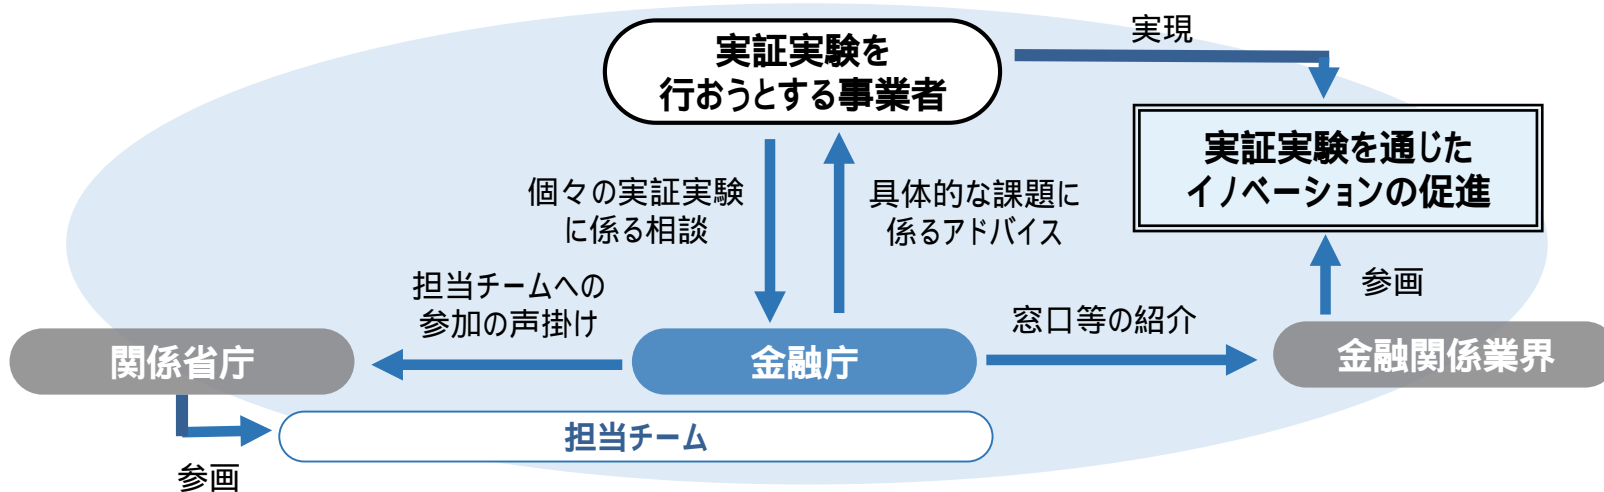 実現
実証実験を
行おうとする事業者
実証実験を通じた
イノベーションの促進
個々の実証実験
に係る相談
具体的な課題に
係るアドバイス
担当チームへの
参加の声掛け
窓口等の紹介
参画
関係省庁
金融庁
金融関係業界
担当チーム
参画